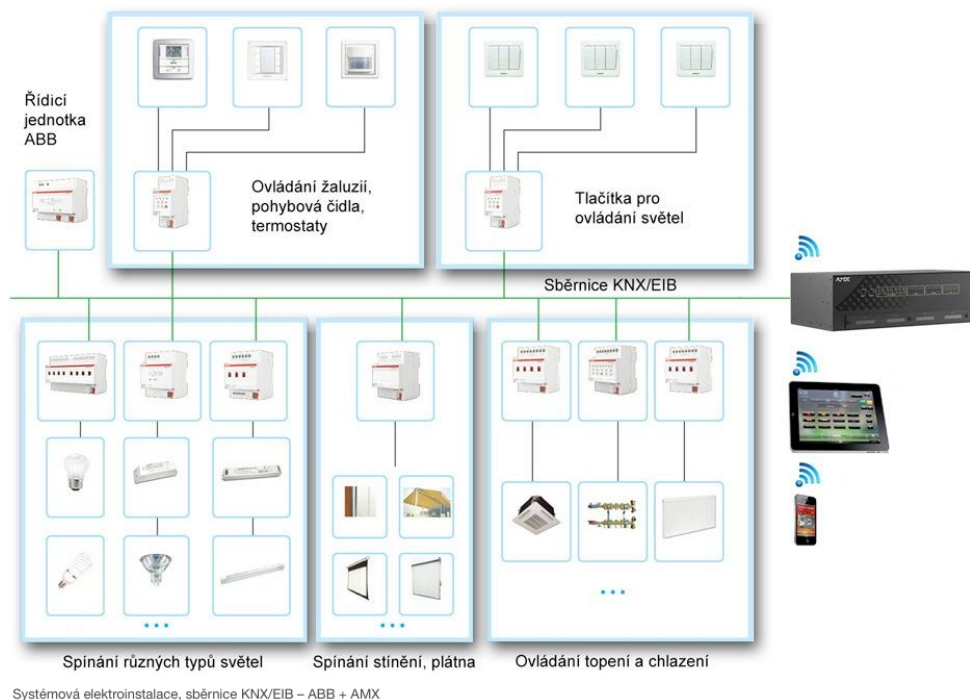 Řídicí
jednotka
ABB
Ovládání žaluzií,
pohybová čidla,
termostaty
Tlačítka pro
ovládání světel
Sběrnice KNX/EIB
AMX
Spínání různých typů světel
Spínání stínění, plátna
Ovládání topení a chlazení
Systémová elektroinstalace, sběrnice KNX/EIB – ABB + AMX